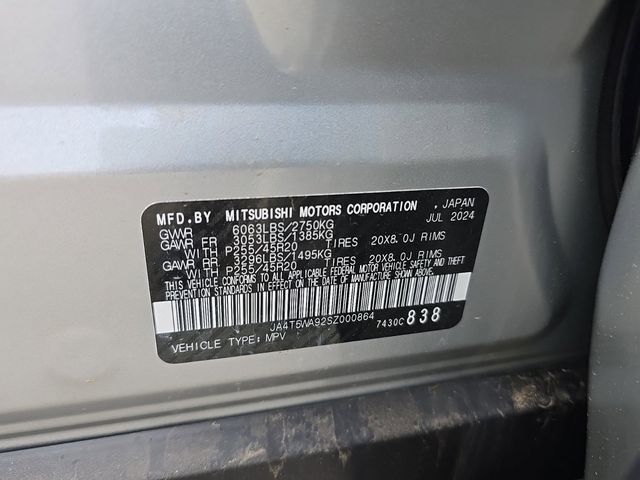 MFD.BY MITSUBISHI MOTORS CORPORATION , JAPAN
GVWR 6063LBS/2750KG JUL 2024
GAWR FR 3053LBS/1385KG
WITH P255/45R20 TIRES 20X8.0J RIMS
GAWR RR 3296LBS/1495KG
WITH P255/45R20 TIRES 20X8.0J RIMS
THIS VEHICLE CONFORMS TO ALL APPLICABLE FEDERAL MOTOR VEHICLE SAFETY AND THEFT
PREVENTION STANDARDS IN EFFECT ON THE DATE OF MANUFACTURE SHOWN ABOVE.
JA4T5WA92SZ000864 7430C 838
VEHICLE TYPE: MPV